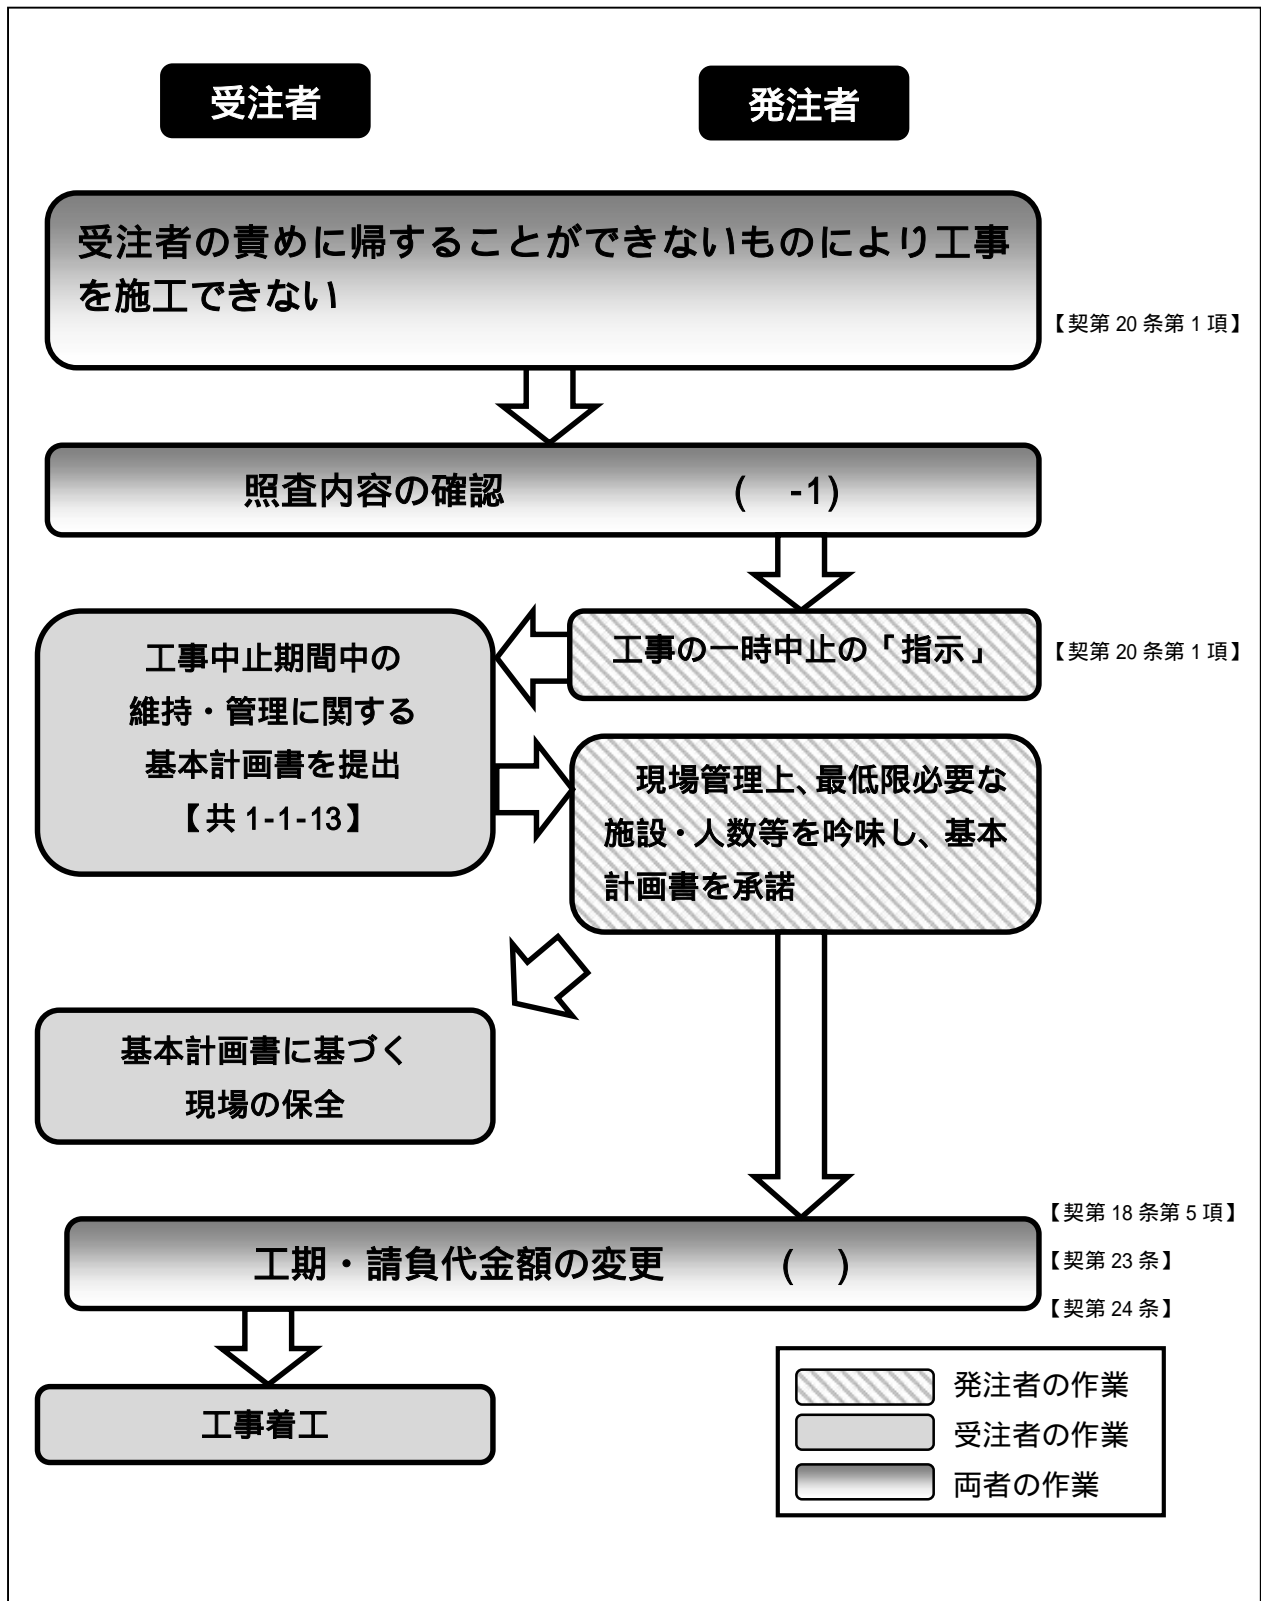 受注者
発注者
受注者の責めに帰することができないものにより工事
を施工できない
【契第 20 条第 1 項】
照査内容の確認 ( -1)
工事の一時中止の「指示」
【契第 20 条第 1 項】
工事中止期間中の
維持・管理に関する
基本計画書を提出
【共 1-1-13】
現場管理上、最低限必要な
施設・人数等を吟味し、基本
計画書を承諾
基本計画書に基づく
現場の保全
【契第 18 条第 5 項】
工期・請負代金額の変更 ( )
【契第 23 条】
【契第 24 条】
工事着工
発注者の作業
受注者の作業
両者の作業